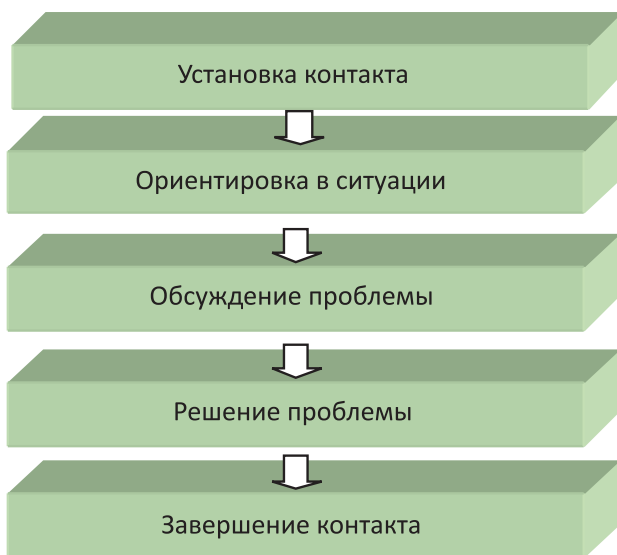 Установка контакта
Ориентировка в ситуации
Обсуждение проблемы
Решение проблемы
Завершение контакта